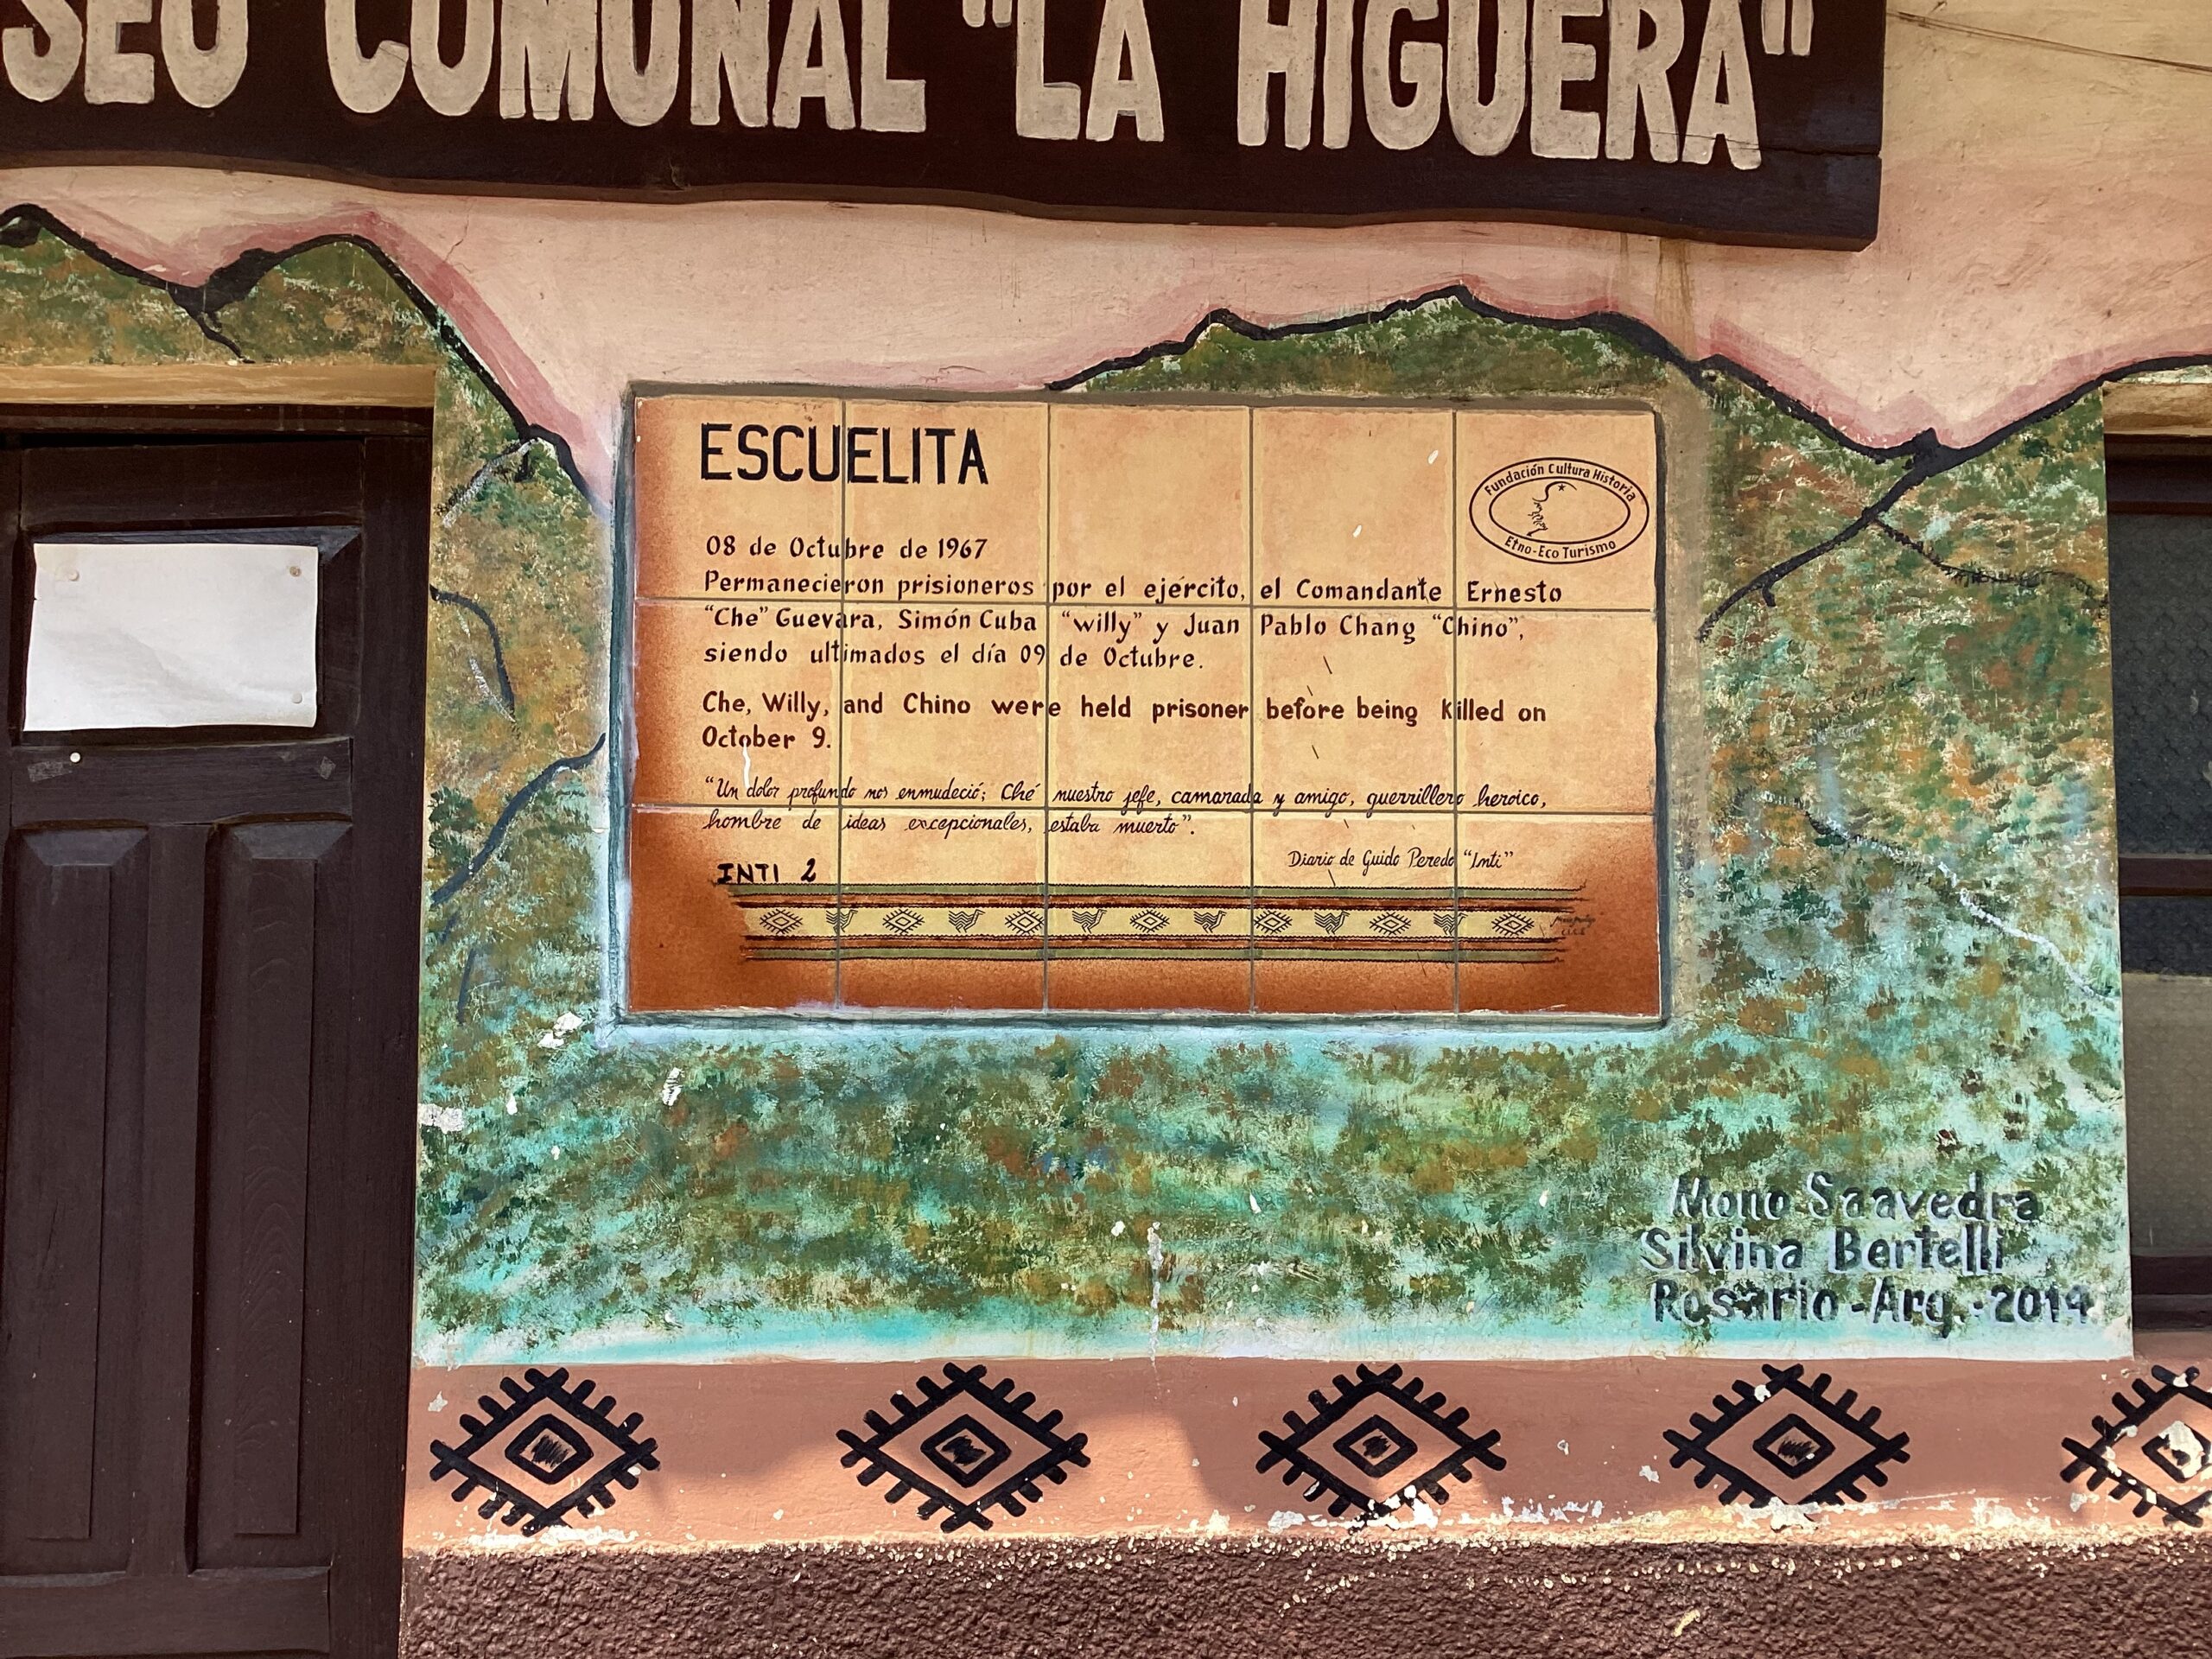 SEO COMUNAL "LA HIGUERA"
ESCUELITA
Fundación Cultura Historia
Etno-Eco Turismo
08 de Octubre de 1967
Permanecieron prisioneros por el ejército, el Comandante Ernesto
"Che" Guevara, Simón Cuba "willy" y Juan Pablo Chang "Chino",
siendo ultimados el día 09 de Octubre.
Che, Willy, and Chino were held prisoner before being killed on
October 9.
"Un dolor profundo nos enmudeció; Ché nuestro jefe, camarada y amigo, guerrillero heroico,
hombre de ideas excepcionales, estaba muerto".
Diario de Guido Peredo "Inti"
INTI 2
Mono Saavedra
Silvina Bertelli
Rosario - Arg. - 2014